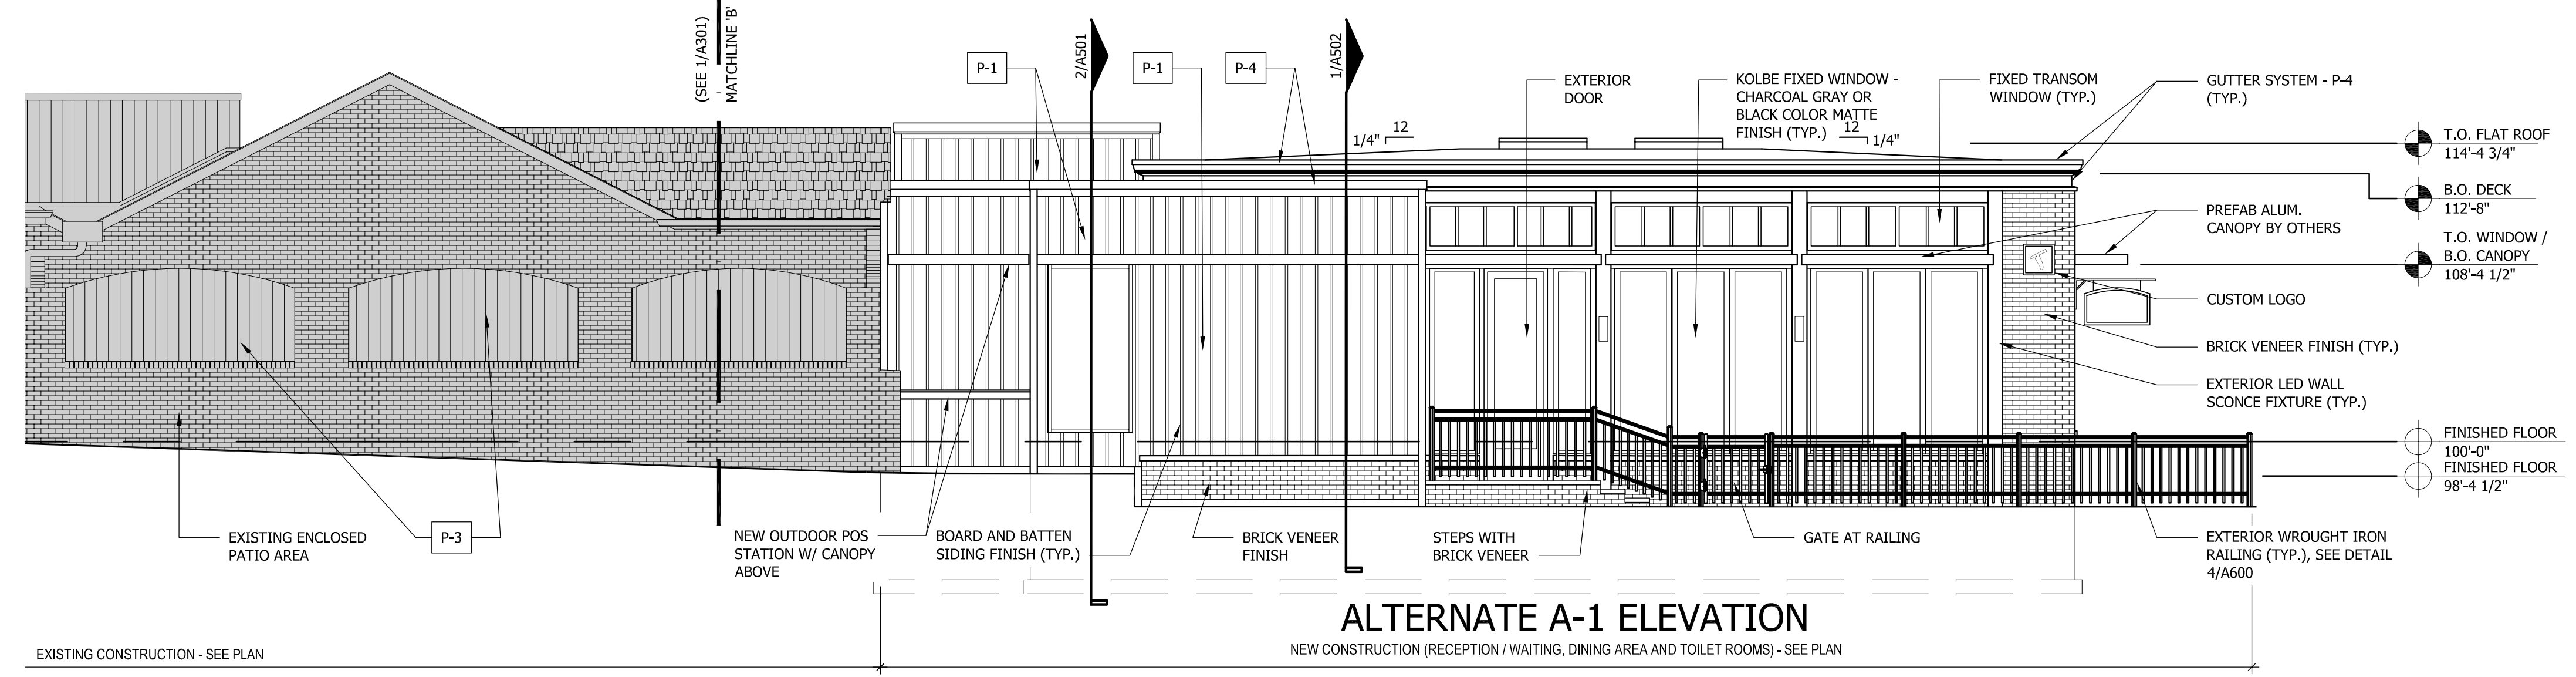 (SEE 1/A301)
MATCHLINE 'B'
P-1
2/A501
P-1
P-4
1/A502
EXTERIOR
DOOR
KOLBE FIXED WINDOW -
CHARCOAL GRAY OR
BLACK COLOR MATTE
FINISH (TYP.)
12
1/4"
12
1/4"
FIXED TRANSOM
WINDOW (TYP.)
GUTTER SYSTEM - P-4
(TYP.)
T.O. FLAT ROOF
114'-4 3/4"
B.O. DECK
112'-8"
PREFAB ALUM.
CANOPY BY OTHERS
T.O. WINDOW /
B.O. CANOPY
108'-4 1/2"
CUSTOM LOGO
BRICK VENEER FINISH (TYP.)
EXTERIOR LED WALL
SCONCE FIXTURE (TYP.)
FINISHED FLOOR
100'-0"
FINISHED FLOOR
98'-4 1/2"
EXISTING ENCLOSED
PATIO AREA
P-3
NEW OUTDOOR POS
STATION W/ CANOPY
ABOVE
BOARD AND BATTEN
SIDING FINISH (TYP.)
BRICK VENEER
FINISH
STEPS WITH
BRICK VENEER
GATE AT RAILING
EXTERIOR WROUGHT IRON
RAILING (TYP.), SEE DETAIL
4/A600
ALTERNATE A-1 ELEVATION
EXISTING CONSTRUCTION - SEE PLAN
NEW CONSTRUCTION (RECEPTION / WAITING, DINING AREA AND TOILET ROOMS) - SEE PLAN